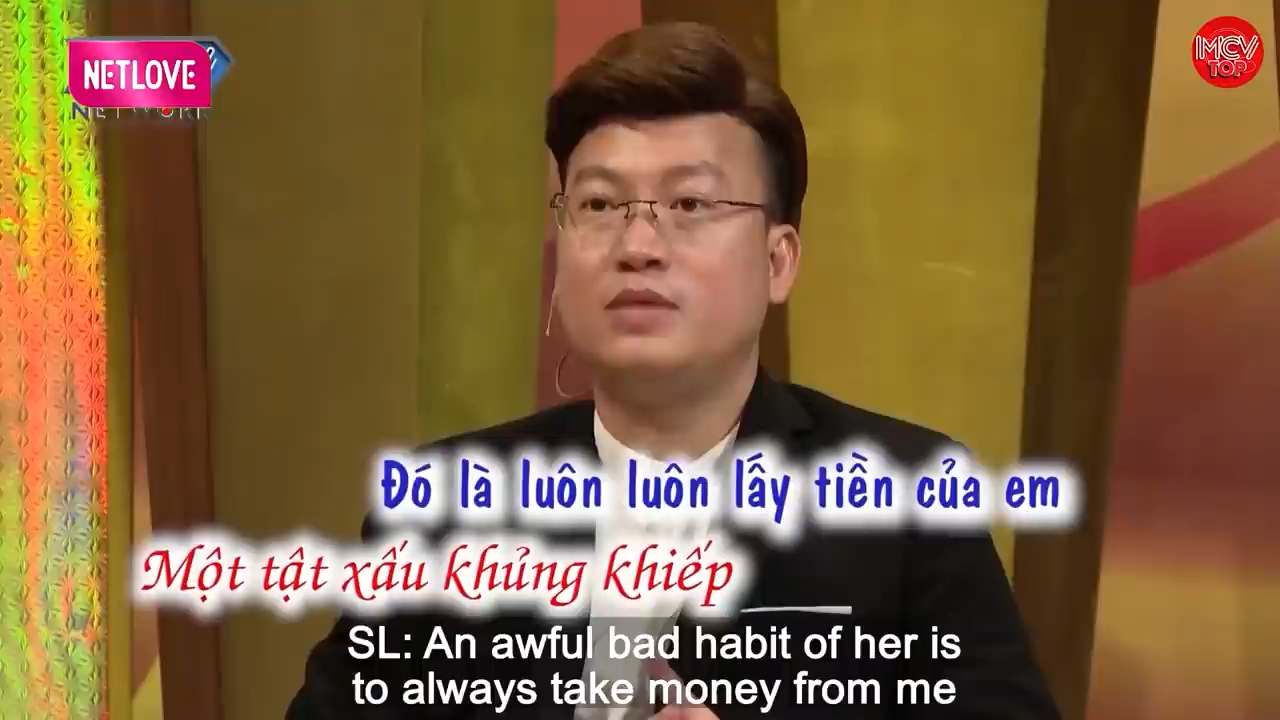 NETLOVE
NETWORK
MCV
TOP
Đó là luôn luôn lấy tiền của em
Một tật xấu khủng khiếp
SL: An awful bad habit of her is
to always take money from me